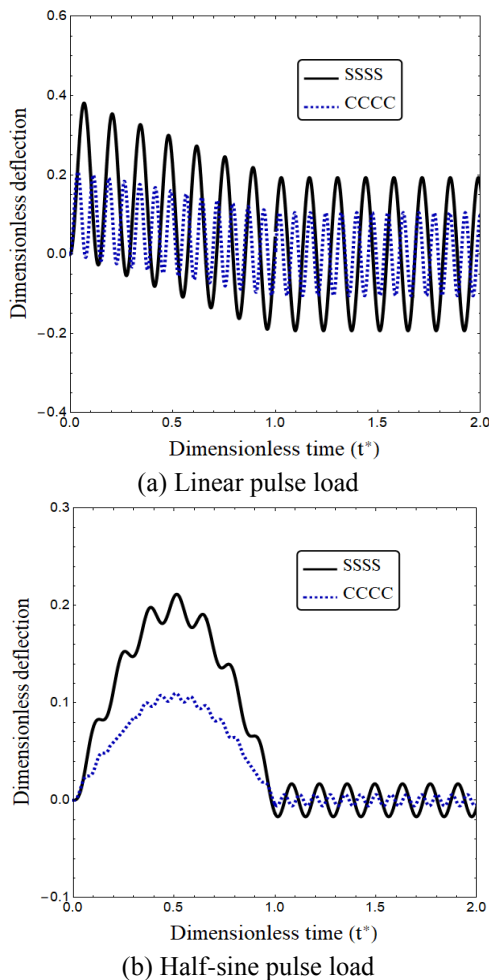 0.6
SSSS
CCCC
0.4
0.2
0.0
−0.2
−0.4
Dimensionless deflection
0.0 0.5 1.0 1.5 2.0
Dimensionless time (t*)
(a) Linear pulse load
0.3
SSSS
CCCC
0.2
0.1
0.0
−0.1
Dimensionless deflection
0.0 0.5 1.0 1.5 2.0
Dimensionless time (t*)
(b) Half-sine pulse load